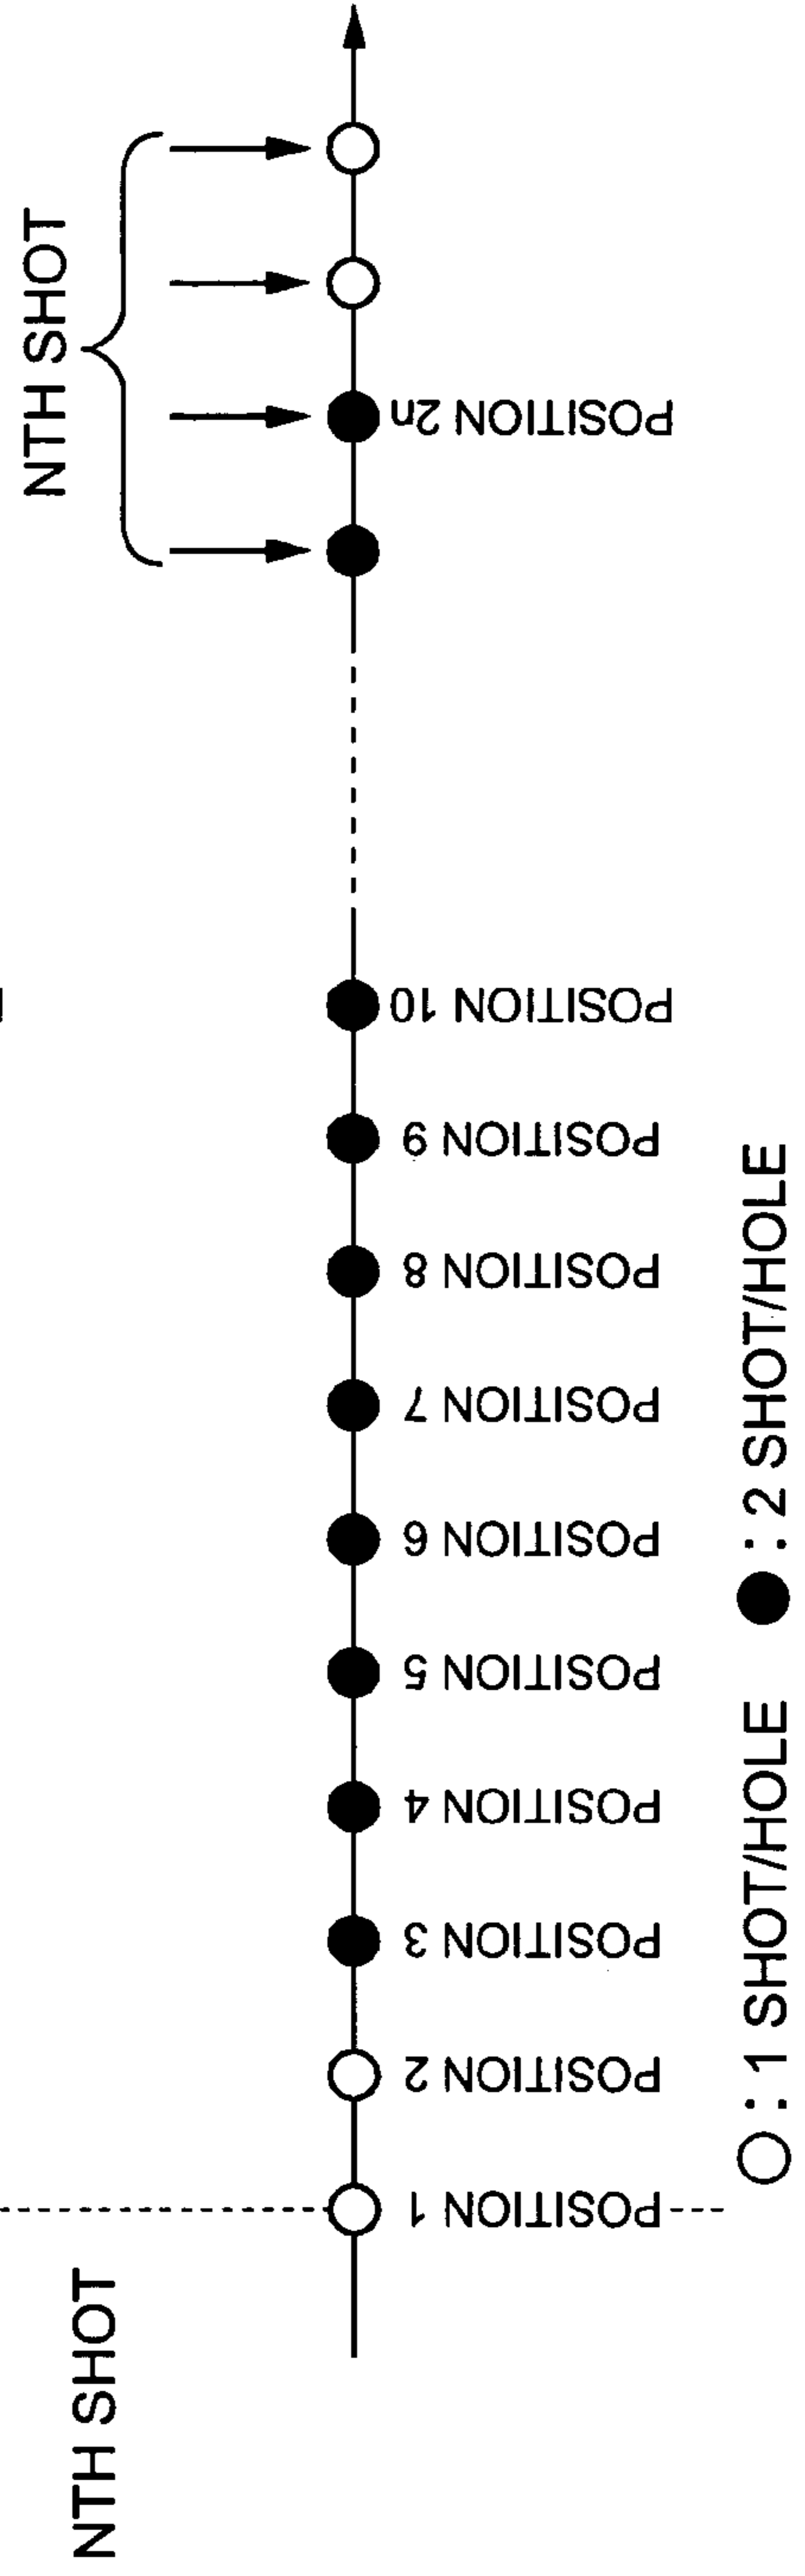 NTH SHOT
NTH SHOT
POSITION 1
POSITION 2
POSITION 3
POSITION 4
POSITION 5
POSITION 6
POSITION 7
POSITION 8
POSITION 9
POSITION 10
POSITION 2n
: 1 SHOT/HOLE
: 2 SHOT/HOLE